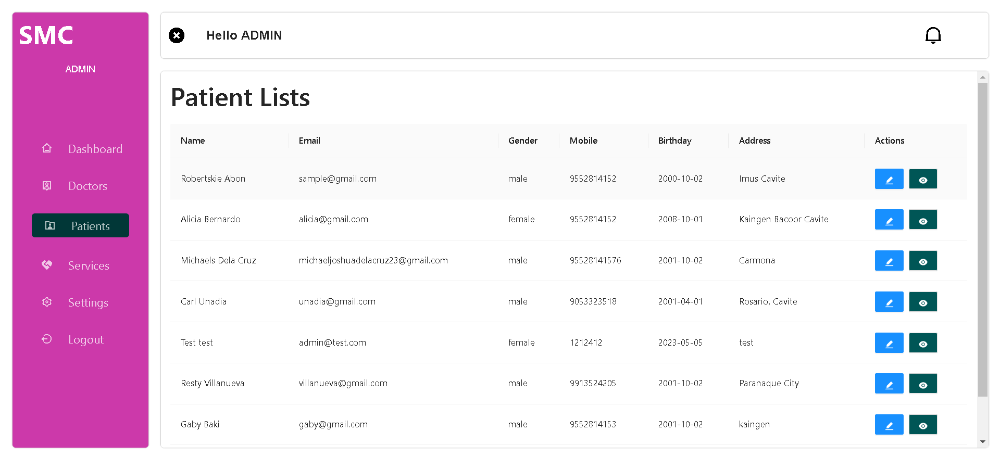 SMC
ADMIN
Dashboard
Doctors
Patients
Services
Settings
Logout
Hello ADMIN
Patient Lists
Name Email Gender Mobile Birthday Address Actions
Robertskie Abon sample@gmail.com male 9552814152 2000-10-02 Imus Cavite
Alicia Bernardo alicia@gmail.com female 9552814152 2008-10-01 Kaingen Bacoor Cavite
Michaels Dela Cruz michaeljoshuadelacruz23@gmail.com male 95528141576 2001-10-02 Carmona
Carl Unadia unadia@gmail.com male 9053323518 2001-04-01 Rosario, Cavite
Test test admin@test.com female 1212412 2023-05-05 test
Resty Villanueva villanueva@gmail.com male 9913524205 2001-10-02 Paranaque City
Gaby Baki gaby@gmail.com male 9552814153 2001-10-02 kaingen